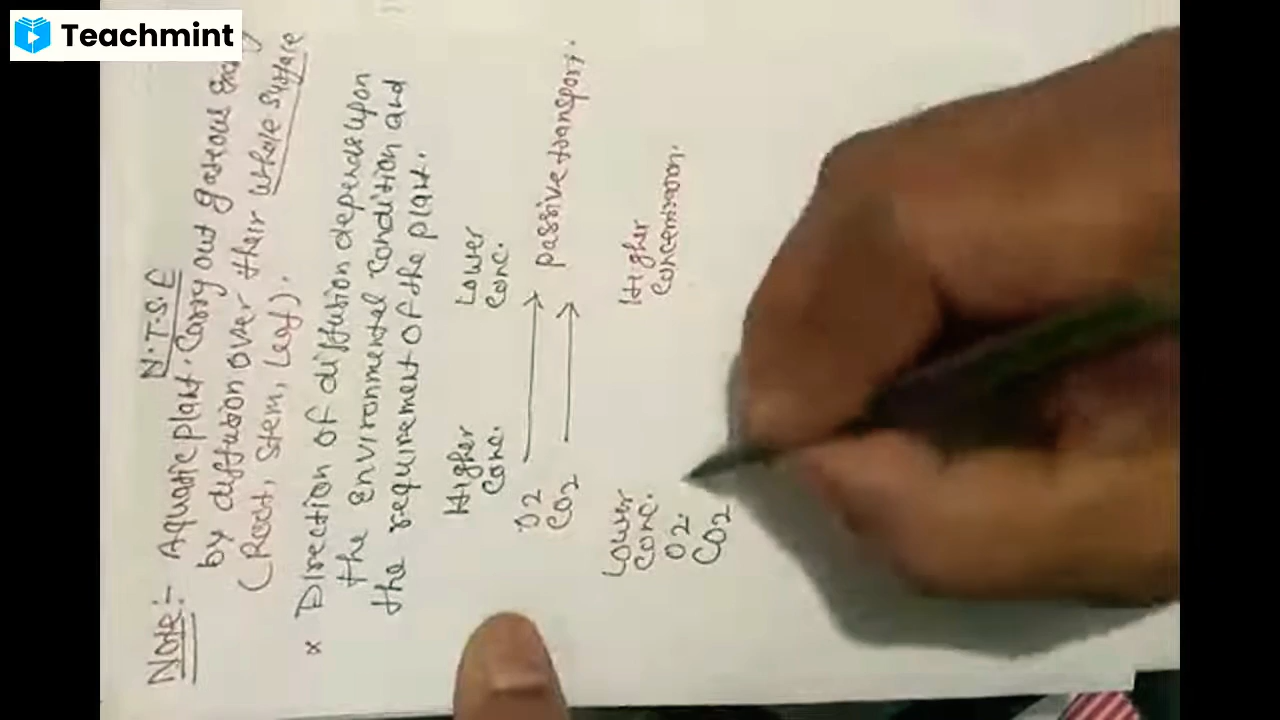 Teachmint
N.T.S.E
Note:- Aquatic plant. Carry out gaseous
by diffusion over their whole surface
(Root, stem, Leaf).
x Direction of diffusion depends upon
the environmental condition and
the requirement of the plant.
Higher Lower
conc. conc.
O2 → passive transport.
CO2 →
Lower Higher
conc. concentration.
O2.
CO2